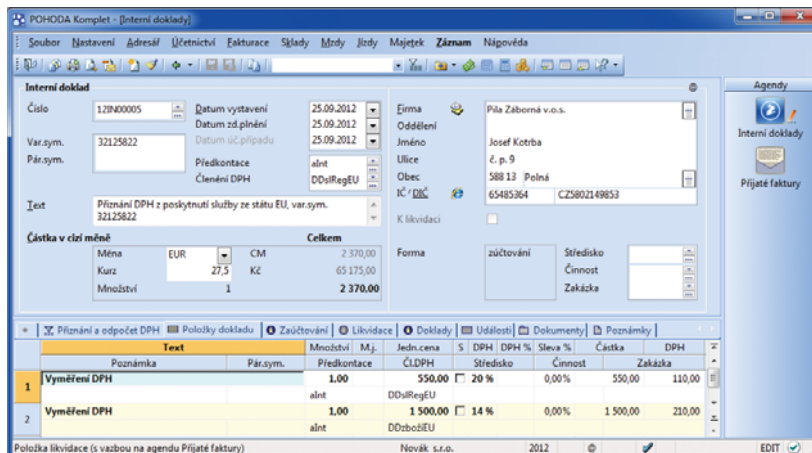 POHODA Komplet - [Interní doklady]
Soubor Nastavení Adresář Účetnictví Fakturace Sklady Mzdy Jízdy Majetek Záznam Nápověda
Interní doklad
Číslo 12IN00005
Var.sym. 32125822
Pár.sym.
Datum vystavení 25.09.2012
Datum zd.plnění 25.09.2012
Datum úč.případu 25.09.2012
Předkontace aInt
Členění DPH DDslRegEU
Text Přiznání DPH z poskytnutí služby ze státu EU, var.sym.
32125822
Částka v cizí měně Celkem
Měna EUR CM 2 370,00
Kurz 27,5 Kč 65 175,00
Množství 1 2 370.00
Firma Pila Záborná v.o.s.
Oddělení
Jméno Josef Kotrba
Ulice č. p. 9
Obec 588 13 Polná
IČ / DIČ 65485364 CZ5802149853
K likvidaci
Forma zúčtování
Středisko
Činnost
Zakázka
Agendy
Interní doklady
Přijaté faktury
Přiznání a odpočet DPH Položky dokladu Zaúčtování Likvidace Doklady Události Dokumenty Poznámky
Text Množství M.j. Jedn.cena S DPH DPH % Sleva % Částka DPH
Poznámka Pár.sym. Předkontace Čl.DPH Středisko Činnost Zakázka
1 Vyměření DPH 1,00 550,00 20 % 0,00% 550,00 110,00
aInt DDslRegEU
2 Vyměření DPH 1,00 1 500,00 14 % 0,00% 1 500,00 210,00
aInt DDzbožíEU
Položka likvidace (s vazbou na agendu Přijaté faktury) Novák s.r.o. 2012 @ EDIT